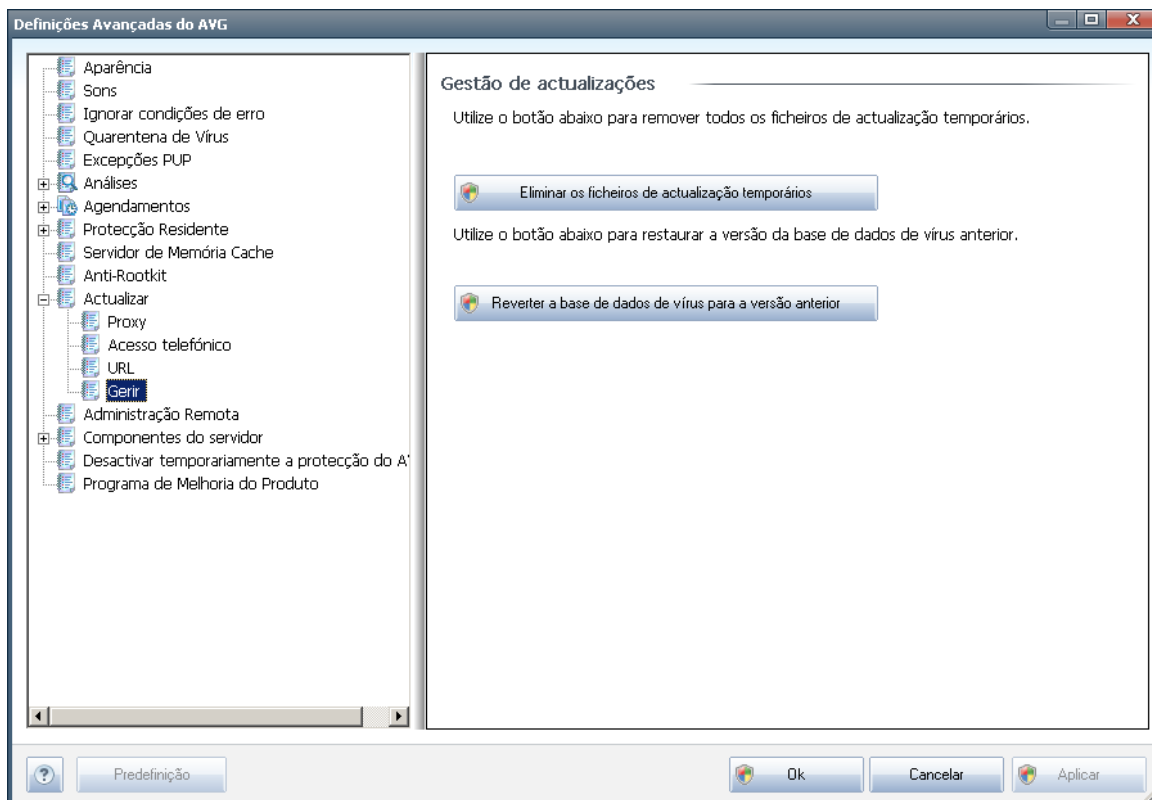 Definições Avançadas do AVG
Aparência
Sons
Ignorar condições de erro
Quarentena de Vírus
Excepções PUP
Análises
Agendamentos
Protecção Residente
Servidor de Memória Cache
Anti-Rootkit
Actualizar
Proxy
Acesso telefónico
URL
Gerir
Administração Remota
Componentes do servidor
Desactivar temporariamente a protecção do A
Programa de Melhoria do Produto
Gestão de actualizações
Utilize o botão abaixo para remover todos os ficheiros de actualização temporários.
Eliminar os ficheiros de actualização temporários
Utilize o botão abaixo para restaurar a versão da base de dados de vírus anterior.
Reverter a base de dados de vírus para a versão anterior
?
Predefinição
Ok
Cancelar
Aplicar